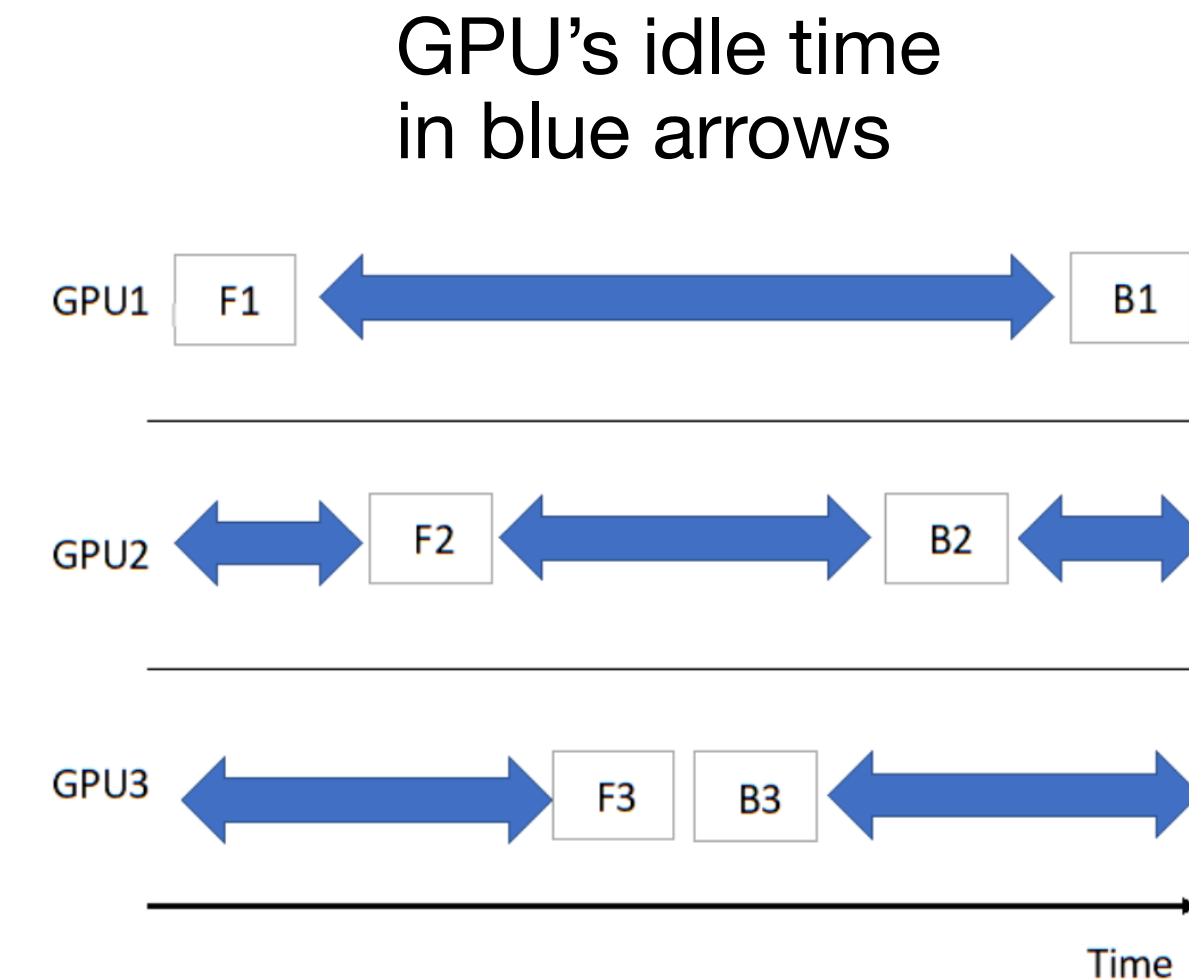 GPU's idle time
in blue arrows
GPU1 F1 B1
GPU2 F2 B2
GPU3 F3 B3
Time